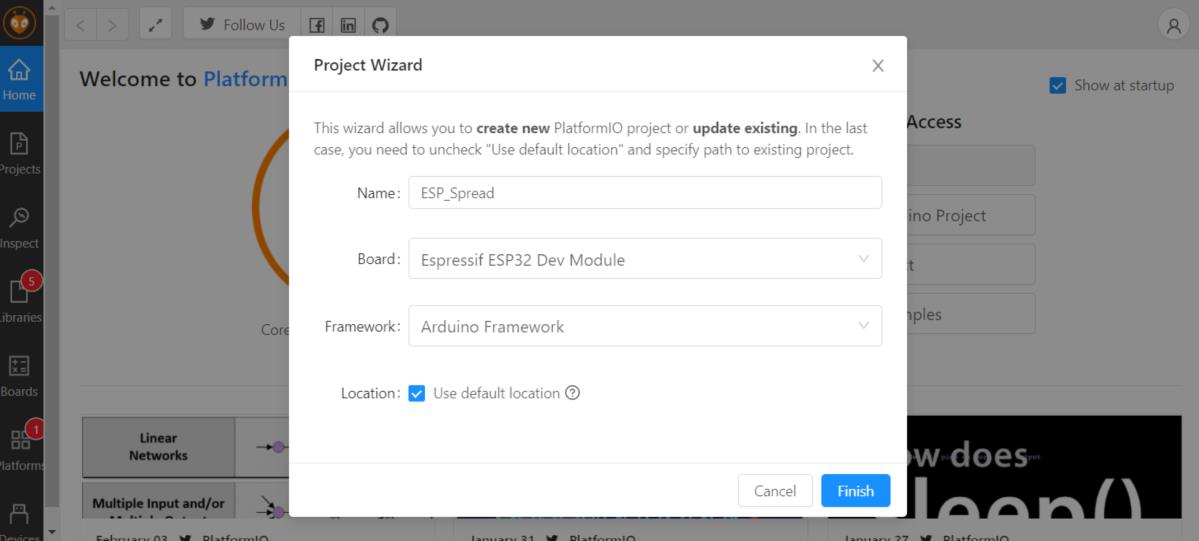 Follow Us
Welcome to Platform
Show at startup
Home
Projects
Inspect
5
Libraries
Boards
1
Platforms
Devices
Core
Project Wizard
This wizard allows you to create new PlatformIO project or update existing. In the last
case, you need to uncheck "Use default location" and specify path to existing project.
Name: ESP_Spread
Board: Espressif ESP32 Dev Module
Framework: Arduino Framework
Location: Use default location
Cancel Finish
Access
ino Project
t
mples
Linear
Networks
Multiple Input and/or
Multiple Output
ow does
leep()
February 03 PlatformIO
January 31 PlatformIO
January 27 PlatformIO